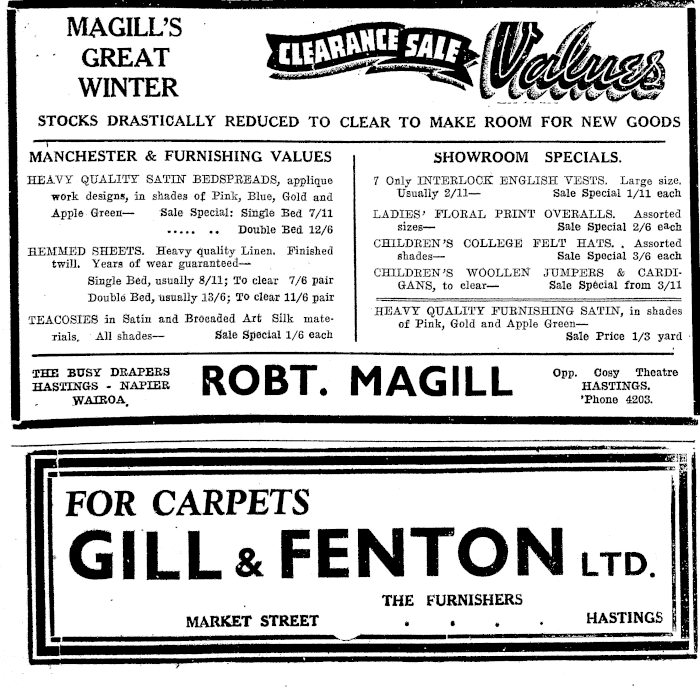 MAGILL'S
GREAT
WINTER
CLEARANCE SALE
Values
STOCKS DRASTICALLY REDUCED TO CLEAR TO MAKE ROOM FOR NEW GOODS
MANCHESTER & FURNISHING VALUES
HEAVY QUALITY SATIN BEDSPREADS, applique
work designs, in shades of Pink, Blue, Gold and
Apple Green— Sale Special: Single Bed 7/11
..... .. Double Bed 12/6
HEMMED SHEETS. Heavy quality Linen. Finished
twill. Years of wear guaranteed—
Single Bed, usually 8/11; To clear 7/6 pair
Double Bed, usually 13/6; To clear 11/6 pair
TEACOSIES in Satin and Brocaded Art Silk mate-
rials. All shades— Sale Special 1/6 each
SHOWROOM SPECIALS.
7 Only INTERLOCK ENGLISH VESTS. Large size.
Usually 2/11— Sale Special 1/11 each
LADIES' FLORAL PRINT OVERALLS. Assorted
sizes— Sale Special 2/6 each
CHILDREN'S COLLEGE FELT HATS. . Assorted
shades— Sale Special 3/6 each
CHILDREN'S WOOLLEN JUMPERS & CARDI-
GANS, to clear— Sale Special from 3/11
HEAVY QUALITY FURNISHING SATIN, in shades
of Pink, Gold and Apple Green—
Sale Price 1/3 yard
THE BUSY DRAPERS
HASTINGS - NAPIER
WAIROA.
ROBT. MAGILL
Opp. Cosy Theatre
HASTINGS.
'Phone 4203.
FOR CARPETS
GILL & FENTON LTD.
THE FURNISHERS
MARKET STREET . . . . HASTINGS